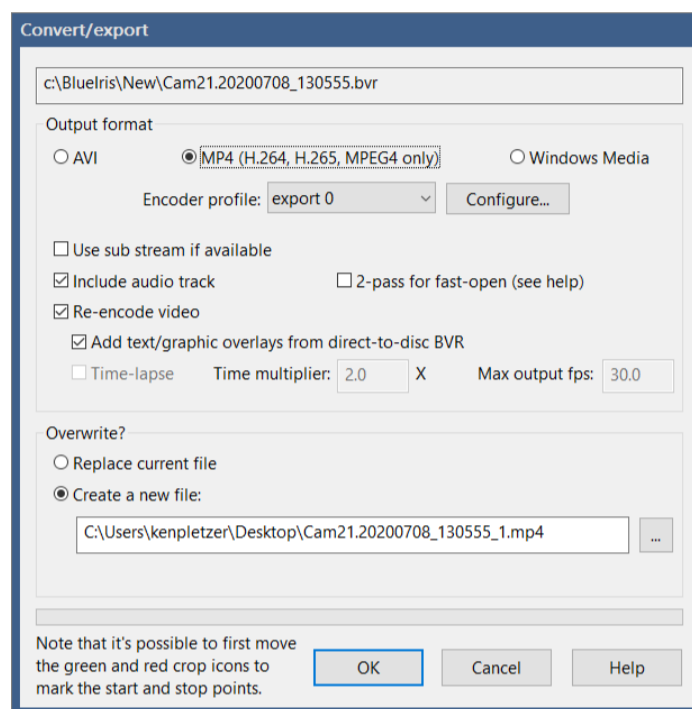 Convert/export
c:\BlueIris\New\Cam21.20200708_130555.bvr
Output format
AVI
MP4 (H.264, H.265, MPEG4 only)
Windows Media
Encoder profile: export 0 Configure...
Use sub stream if available
Include audio track
2-pass for fast-open (see help)
Re-encode video
Add text/graphic overlays from direct-to-disc BVR
Time-lapse Time multiplier: 2.0 X Max output fps: 30.0
Overwrite?
Replace current file
Create a new file:
C:\Users\kenpletzer\Desktop\Cam21.20200708_130555_1.mp4 ...
Note that it's possible to first move
the green and red crop icons to
mark the start and stop points.
OK Cancel Help